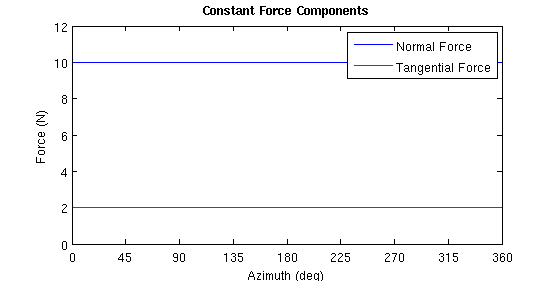 Constant Force Components
Normal Force
Tangential Force
12
10
8
6
4
2
0
Force (N)
0 45 90 135 180 225 270 315 360
Azimuth (deg)